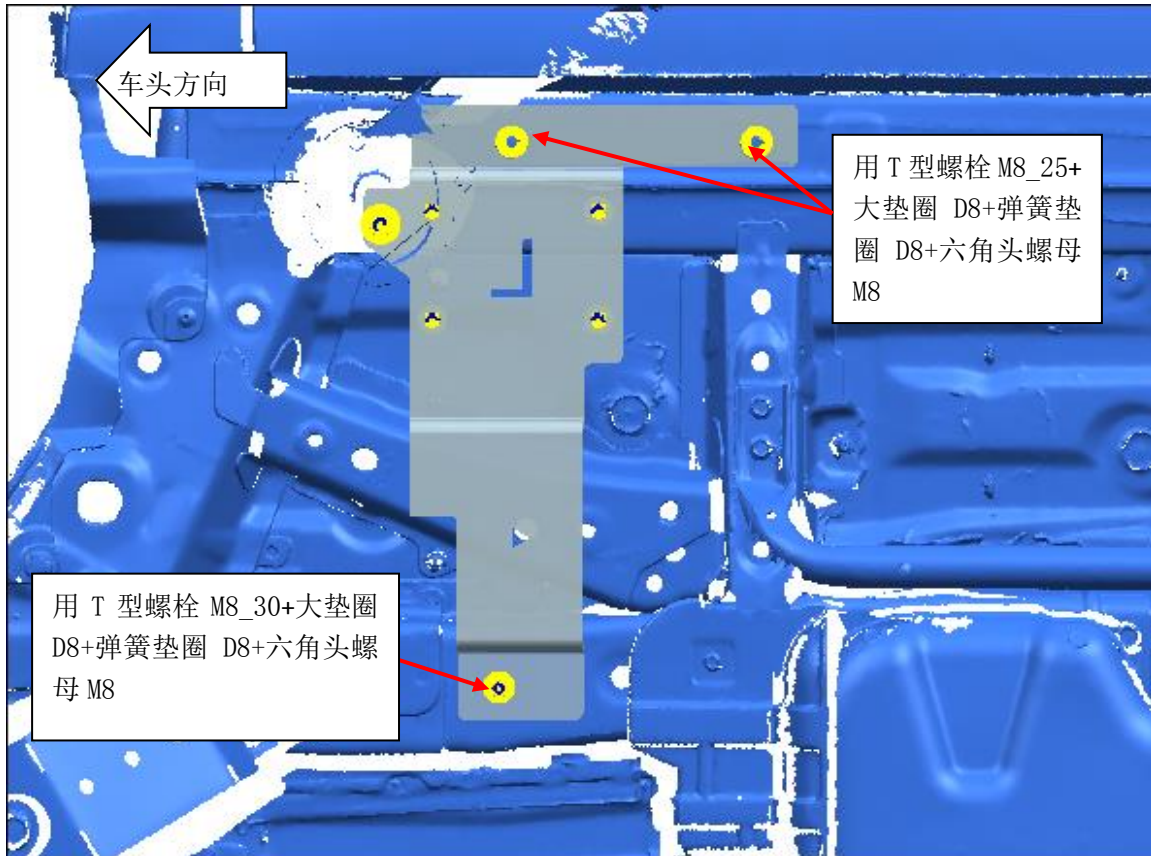 车头方向
用 T 型螺栓 M8_25+
大垫圈 D8+弹簧垫
圈 D8+六角头螺母
M8
用 T 型螺栓 M8_30+大垫圈
D8+弹簧垫圈 D8+六角头螺
母 M8